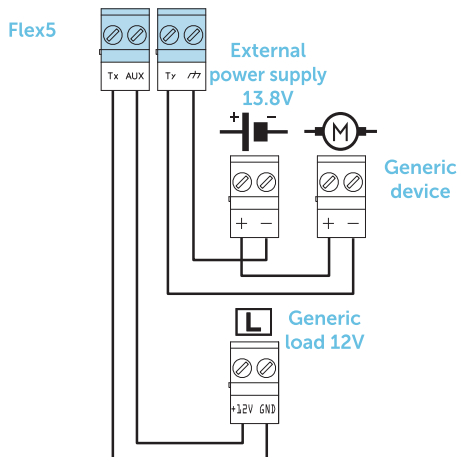 Flex5
Tx AUX
Ty
External
power supply
13.8V
+ -
M
+ -
+ -
Generic
device
L
Generic
load 12V
+12V GND